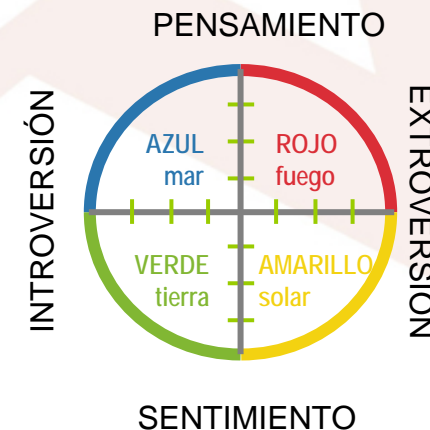 PENSAMIENTO
INTROVERSIÓN
EXTROVERSIÓN
AZUL
mar
ROJO
fuego
VERDE
tierra
AMARILLO
solar
SENTIMIENTO